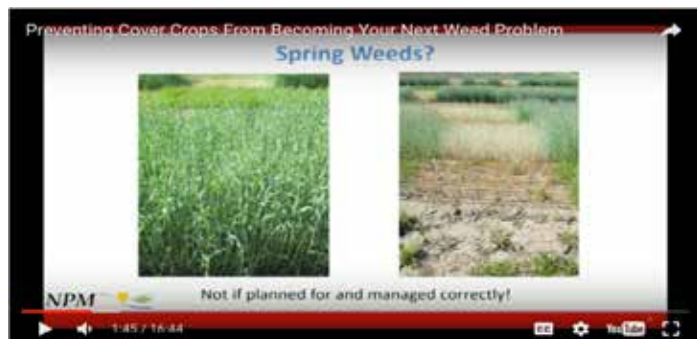 Preventing Cover Crops From Becoming Your Next Weed Problem
Spring Weeds?
Not if planned for and managed correctly!
NPM
1:45 / 16:44
CC
YouTube